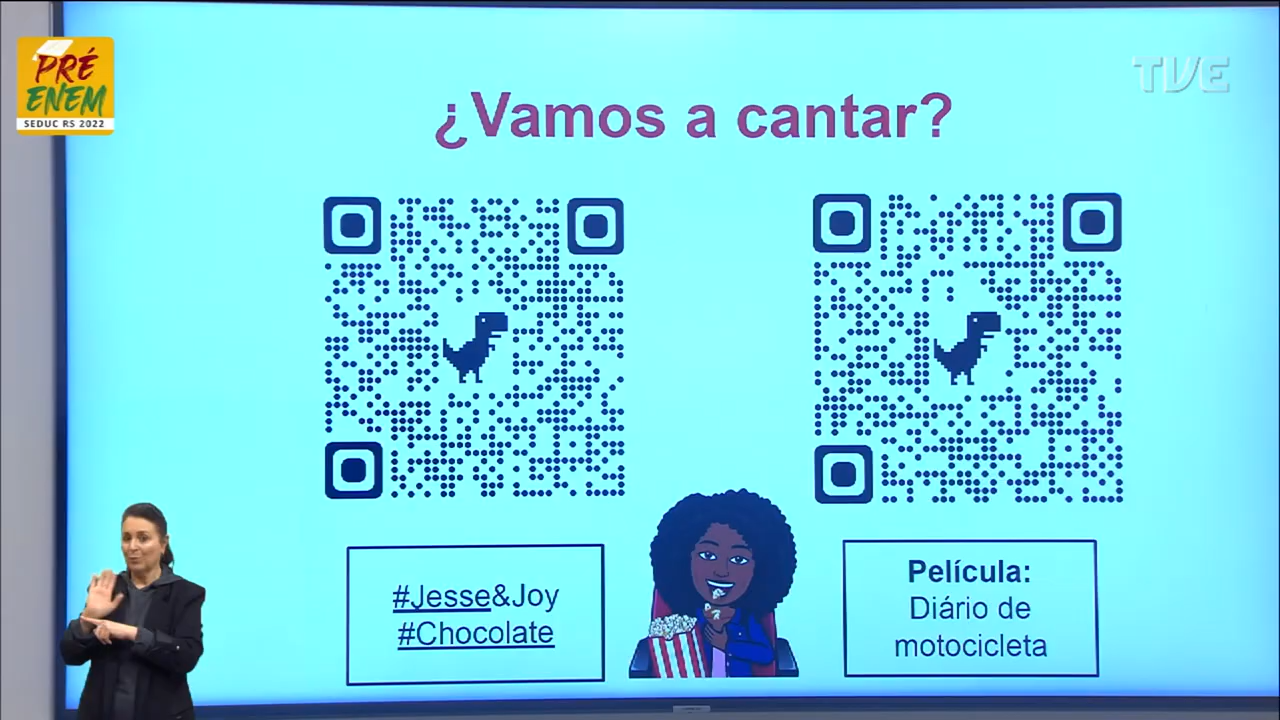 PRÉ
ENEM
SEDUC RS 2022
TVE
¿Vamos a cantar?
#Jesse&Joy
#Chocolate
Película:
Diário de
motocicleta